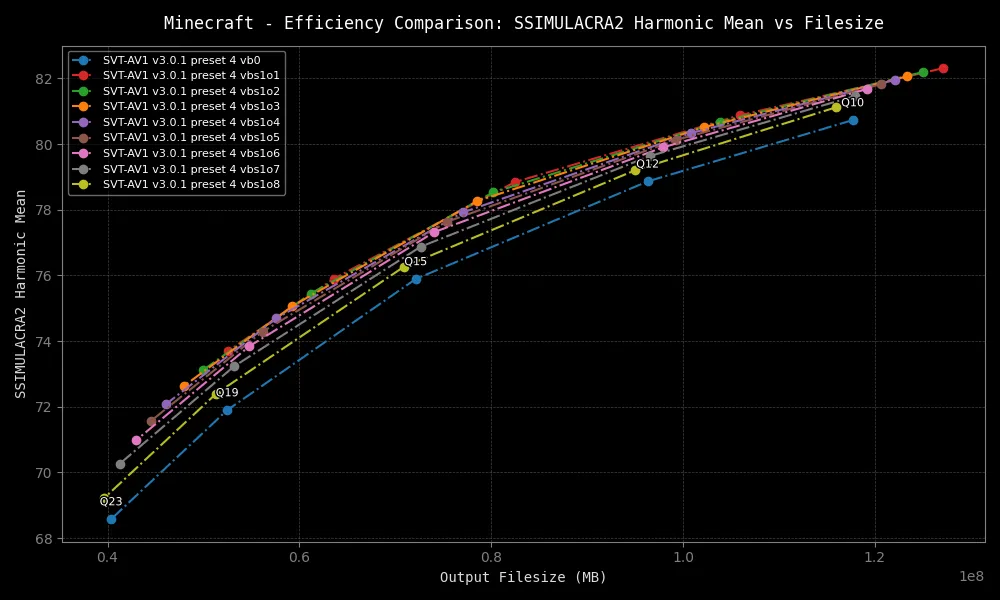 Minecraft - Efficiency Comparison: SSIMULACRA2 Harmonic Mean vs Filesize
SVT-AV1 v3.0.1 preset 4 vb0
SVT-AV1 v3.0.1 preset 4 vbs1o1
SVT-AV1 v3.0.1 preset 4 vbs1o2
SVT-AV1 v3.0.1 preset 4 vbs1o3
SVT-AV1 v3.0.1 preset 4 vbs1o4
SVT-AV1 v3.0.1 preset 4 vbs1o5
SVT-AV1 v3.0.1 preset 4 vbs1o6
SVT-AV1 v3.0.1 preset 4 vbs1o7
SVT-AV1 v3.0.1 preset 4 vbs1o8
SSIMULACRA2 Harmonic Mean
82
80
78
76
74
72
70
68
Q10
Q12
Q15
Q19
Q23
0.4
0.6
0.8
1.0
1.2
1e8
Output Filesize (MB)